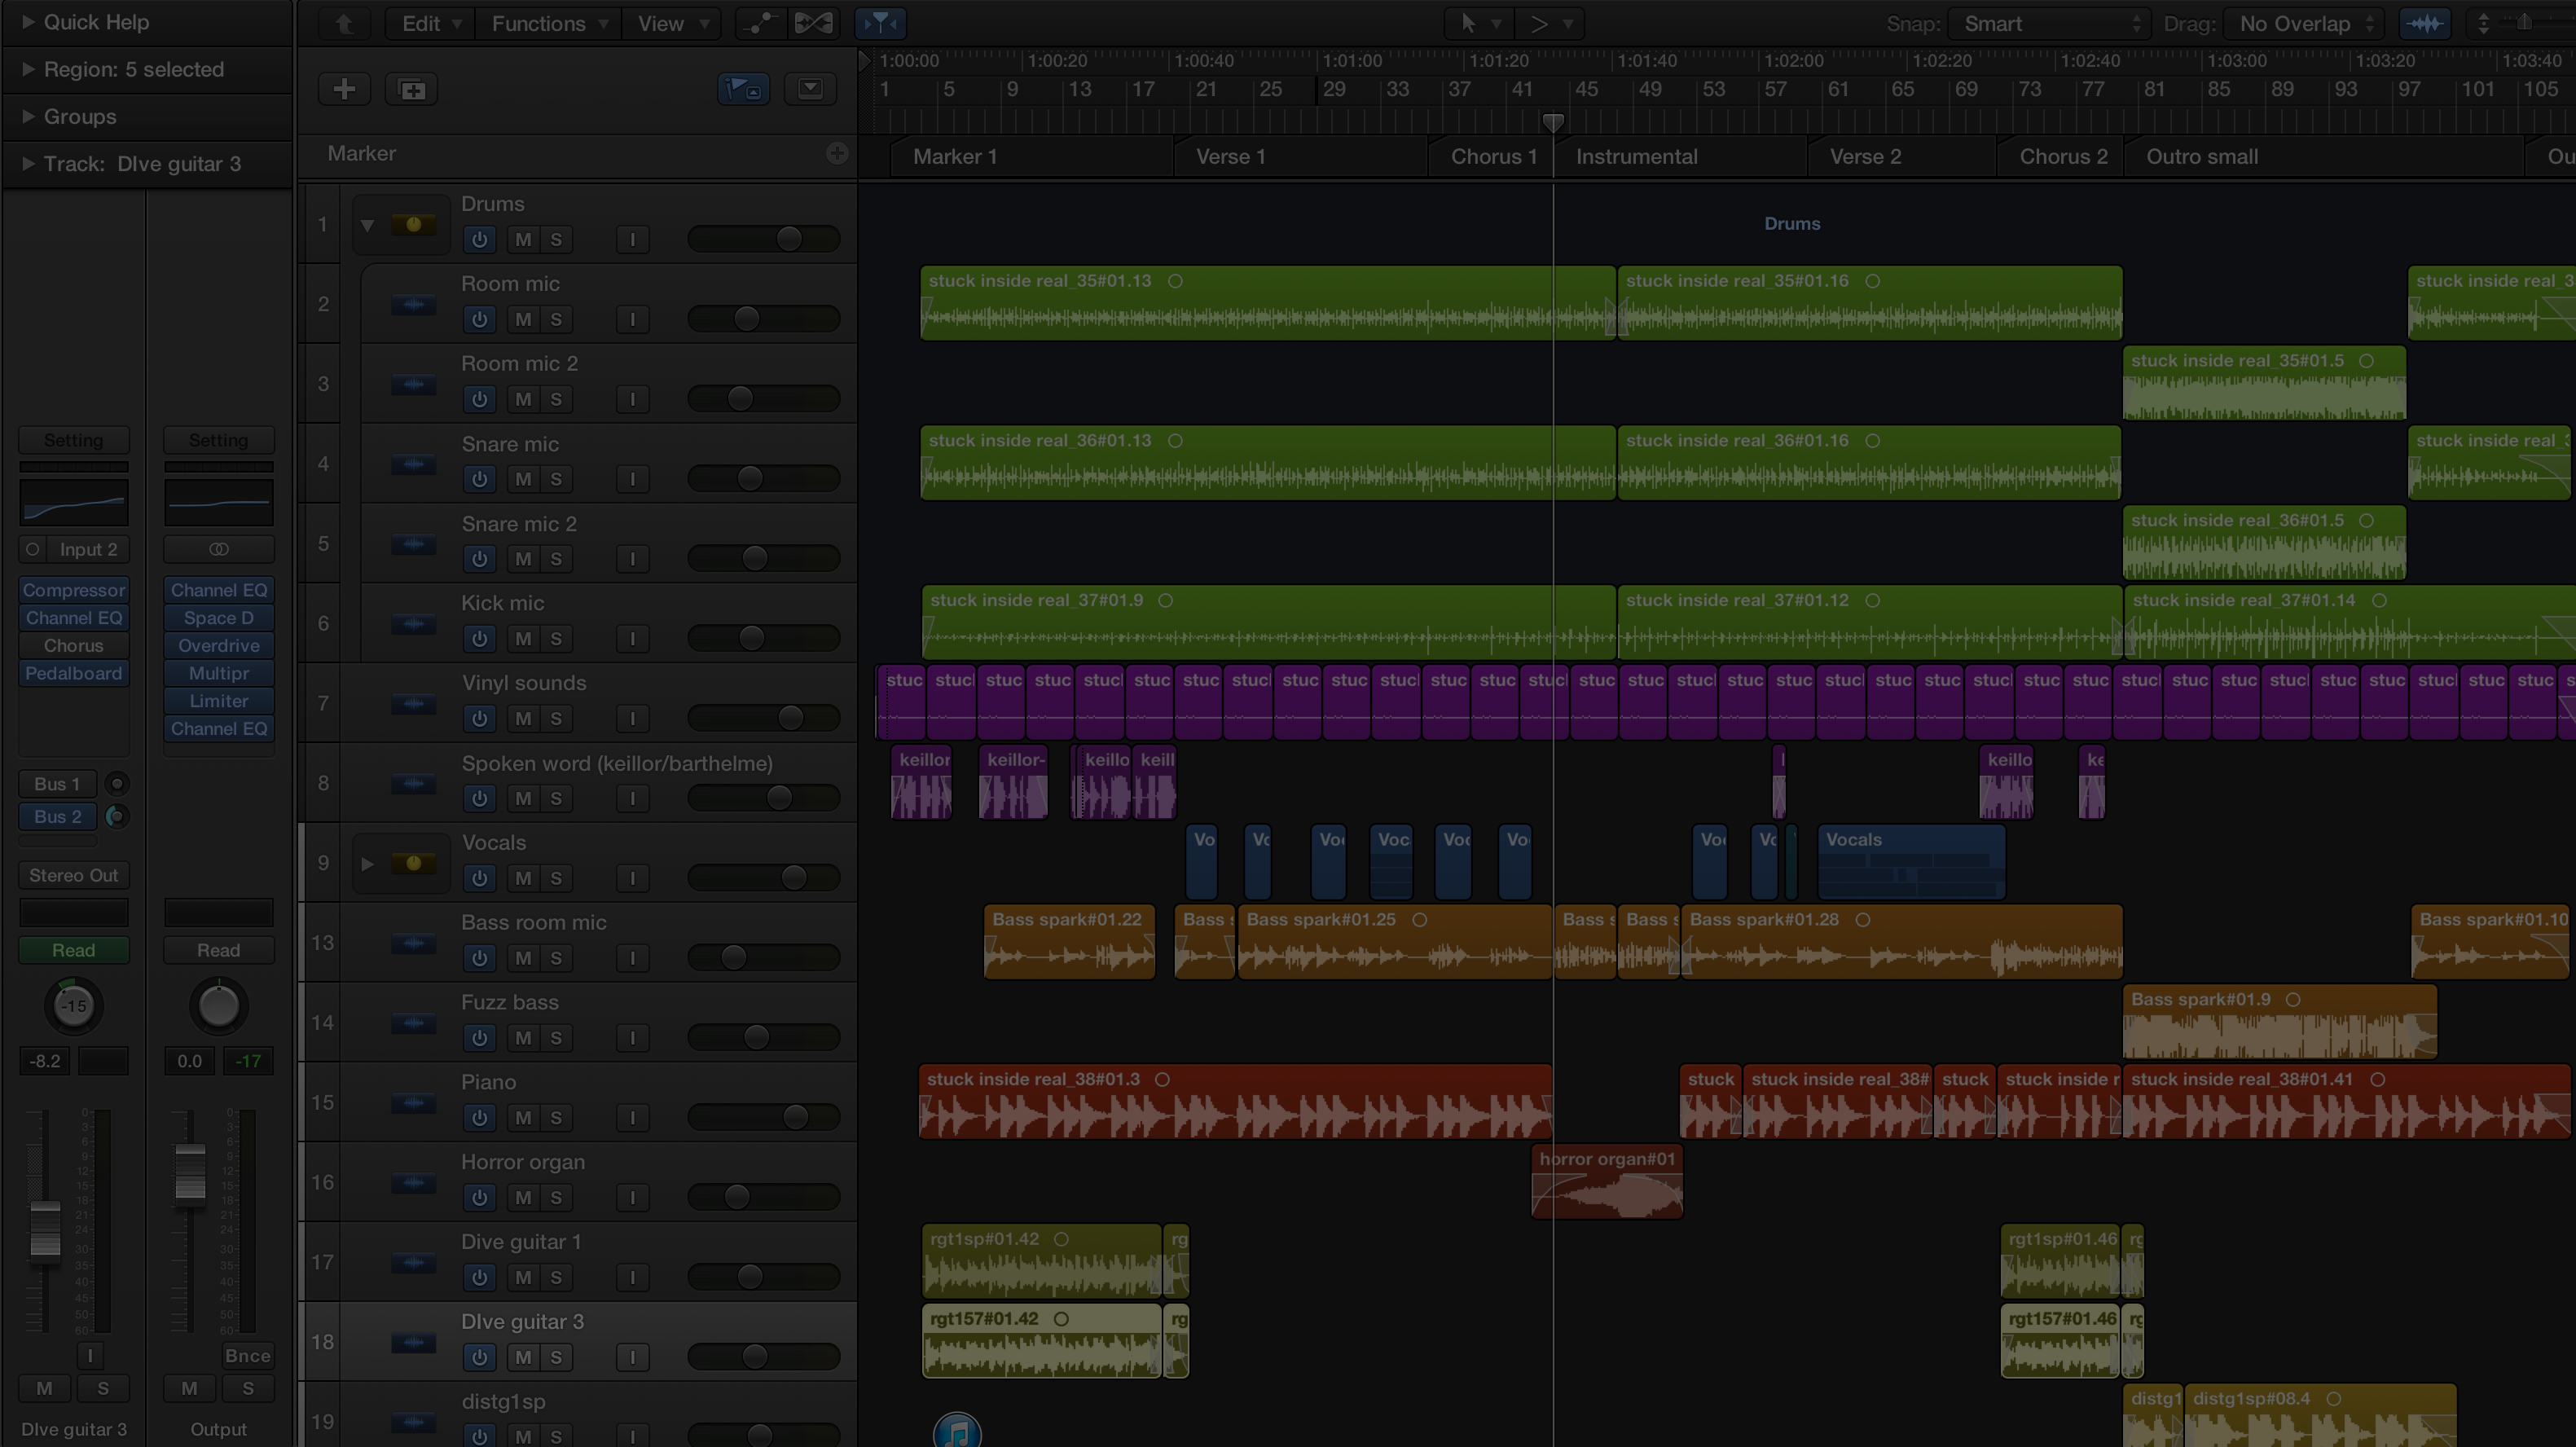 Quick Help
Region: 5 selected
Groups
Track: DIve guitar 3
Setting Setting
Input 2
Compressor Channel EQ
Channel EQ Space D
Chorus Overdrive
Pedalboard Multipr
Limiter
Channel EQ
Bus 1
Bus 2
Stereo Out
Read Read
-15
-8.2 0.0 -17
I Bnce
M S M S
DIve guitar 3 Output
Edit Functions View Snap: Smart Drag: No Overlap
1:00:00 1:00:20 1:00:40 1:01:00 1:01:20 1:01:40 1:02:00 1:02:20 1:02:40 1:03:00 1:03:20 1:03:40
1 5 9 13 17 21 25 29 33 37 41 45 49 53 57 61 65 69 73 77 81 85 89 93 97 101 105
Marker Marker 1 Verse 1 Chorus 1 Instrumental Verse 2 Chorus 2 Outro small Ou
1 Drums M S I
Drums
2 Room mic M S I
stuck inside real_35#01.13 stuck inside real_35#01.16 stuck inside real_3
3 Room mic 2 M S I
stuck inside real_35#01.5
4 Snare mic M S I
stuck inside real_36#01.13 stuck inside real_36#01.16 stuck inside real_
5 Snare mic 2 M S I
stuck inside real_36#01.5
6 Kick mic M S I
stuck inside real_37#01.9 stuck inside real_37#01.12 stuck inside real_37#01.14
7 Vinyl sounds M S I
stuc stuc stuc stuc stuc stuc stuc stuc stuc stuc stuc stuc stuc stuc stuc stuc stuc stuc stuc stuc stuc stuc stuc stuc stuc stuc stuc stuc stuc stuc stuc stuc stuc stuc s
8 Spoken word (keillor/barthelme) M S I
keillor keillor- keillo keill keillo ke
9 Vocals M S I
Vo Vo Vo Voc Voc Vo Vo Vo Vocals
13 Bass room mic M S I
Bass spark#01.22 Bass Bass spark#01.25 Bass Bass Bass spark#01.28 Bass spark#01.10
14 Fuzz bass M S I
Bass spark#01.9
15 Piano M S I
stuck inside real_38#01.3 stuck stuck inside real_38# stuck stuck inside r stuck inside real_38#01.41
16 Horror organ M S I
horror organ#01
17 Dive guitar 1 M S I
rgt1sp#01.42 rg rgt1sp#01.46 rg
18 DIve guitar 3 M S I
rgt157#01.42 rg rgt157#01.46 rg
19 distg1sp M S I
distg1 distg1sp#08.4